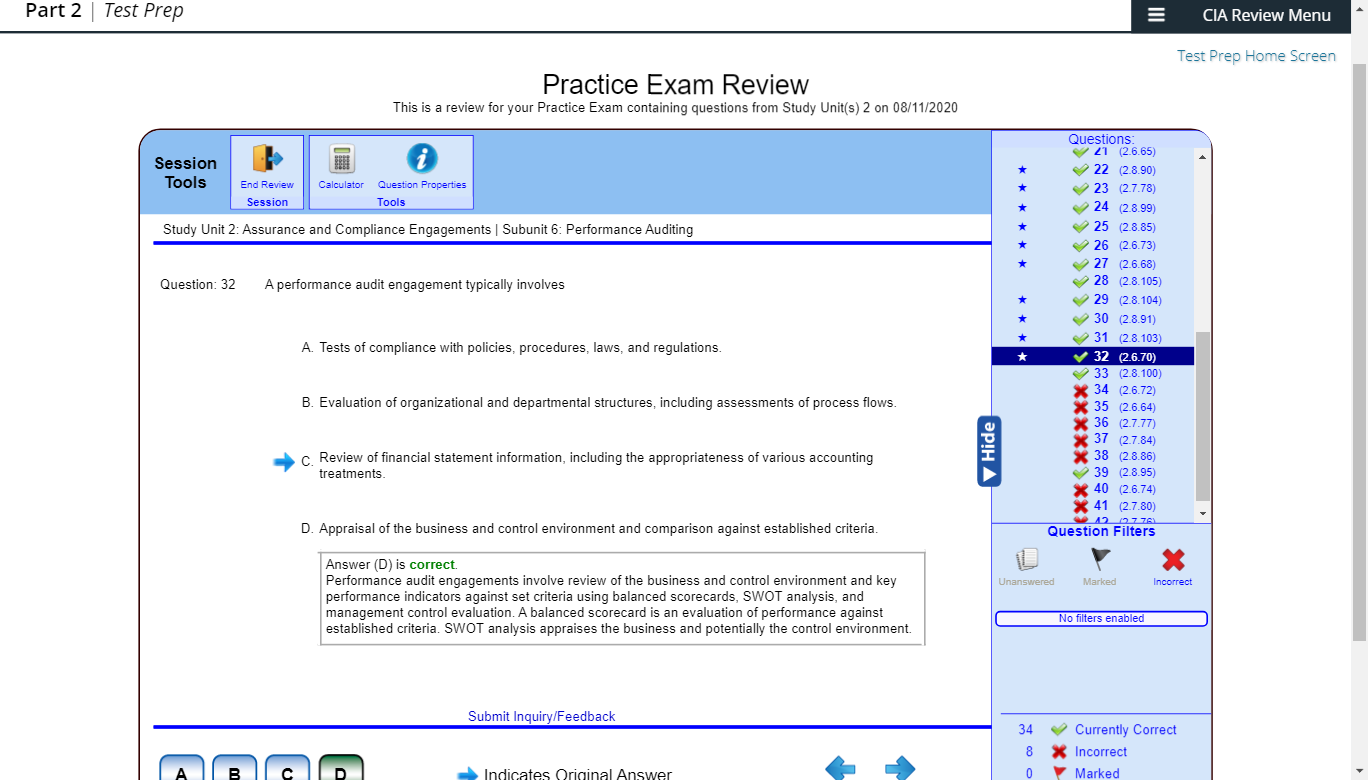 Part 2 | Test Prep
CIA Review Menu
Test Prep Home Screen
Practice Exam Review
This is a review for your Practice Exam containing questions from Study Unit(s) 2 on 08/11/2020
Session
Tools
End Review
Session
Calculator
Question Properties
Tools
Study Unit 2: Assurance and Compliance Engagements | Subunit 6: Performance Auditing
Question: 32 A performance audit engagement typically involves
A. Tests of compliance with policies, procedures, laws, and regulations.
B. Evaluation of organizational and departmental structures, including assessments of process flows.
C. Review of financial statement information, including the appropriateness of various accounting
treatments.
D. Appraisal of the business and control environment and comparison against established criteria.
Answer (D) is correct.
Performance audit engagements involve review of the business and control environment and key
performance indicators against set criteria using balanced scorecards, SWOT analysis, and
management control evaluation. A balanced scorecard is an evaluation of performance against
established criteria. SWOT analysis appraises the business and potentially the control environment.
Submit Inquiry/Feedback
A B C D
Indicates Original Answer
Hide
Questions:
21 (2.6.65)
22 (2.8.90)
23 (2.7.78)
24 (2.8.99)
25 (2.8.85)
26 (2.6.73)
27 (2.6.68)
28 (2.8.105)
29 (2.8.104)
30 (2.8.91)
31 (2.8.103)
32 (2.6.70)
33 (2.8.100)
34 (2.6.72)
35 (2.6.64)
36 (2.7.77)
37 (2.7.84)
38 (2.8.86)
39 (2.8.95)
40 (2.6.74)
41 (2.7.80)
42 (2.7.76)
Question Filters
Unanswered
Marked
Incorrect
No filters enabled
34 Currently Correct
8 Incorrect
0 Marked